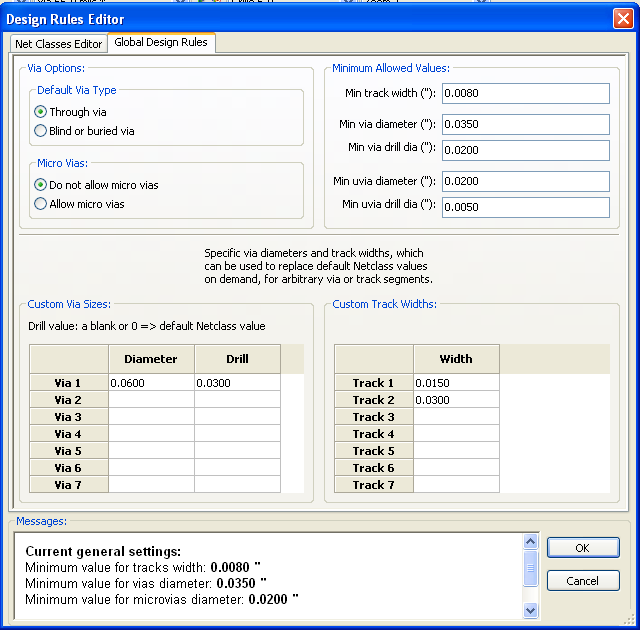 Design Rules Editor
Net Classes Editor Global Design Rules
Via Options:
Default Via Type
Through via
Blind or buried via
Micro Vias:
Do not allow micro vias
Allow micro vias
Minimum Allowed Values:
Min track width ("): 0.0080
Min via diameter ("): 0.0350
Min via drill dia ("): 0.0200
Min uvia diameter ("): 0.0200
Min uvia drill dia ("): 0.0050
Specific via diameters and track widths, which
can be used to replace default Netclass values
on demand, for arbitrary via or track segments.
Custom Via Sizes:
Drill value: a blank or 0 => default Netclass value
Diameter Drill
Via 1 0.0600 0.0300
Via 2
Via 3
Via 4
Via 5
Via 6
Via 7
Custom Track Widths:
Width
Track 1 0.0150
Track 2 0.0300
Track 3
Track 4
Track 5
Track 6
Track 7
Messages:
Current general settings:
Minimum value for tracks width: 0.0080 "
Minimum value for vias diameter: 0.0350 "
Minimum value for microvias diameter: 0.0200 "
OK
Cancel